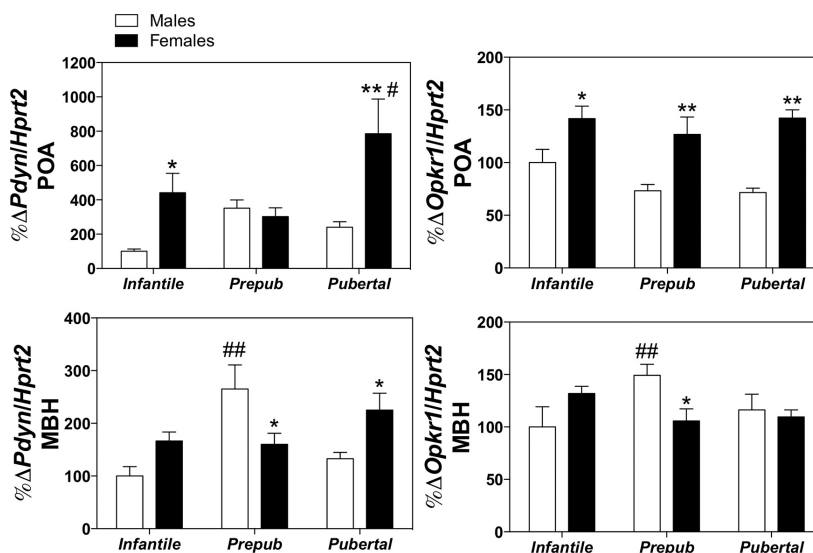 Males
Females
%ΔPdyn/Hprt2
POA
1200
1000
800
600
400
200
0
*
** #
Infantile
Prepub
Pubertal
%ΔOpkr1/Hprt2
POA
200
150
100
50
0
*
**
**
Infantile
Prepub
Pubertal
%ΔPdyn/Hprt2
MBH
400
300
200
100
0
##
*
*
Infantile
Prepub
Pubertal
%ΔOpkr1/Hprt2
MBH
200
150
100
50
0
##
*
Infantile
Prepub
Pubertal